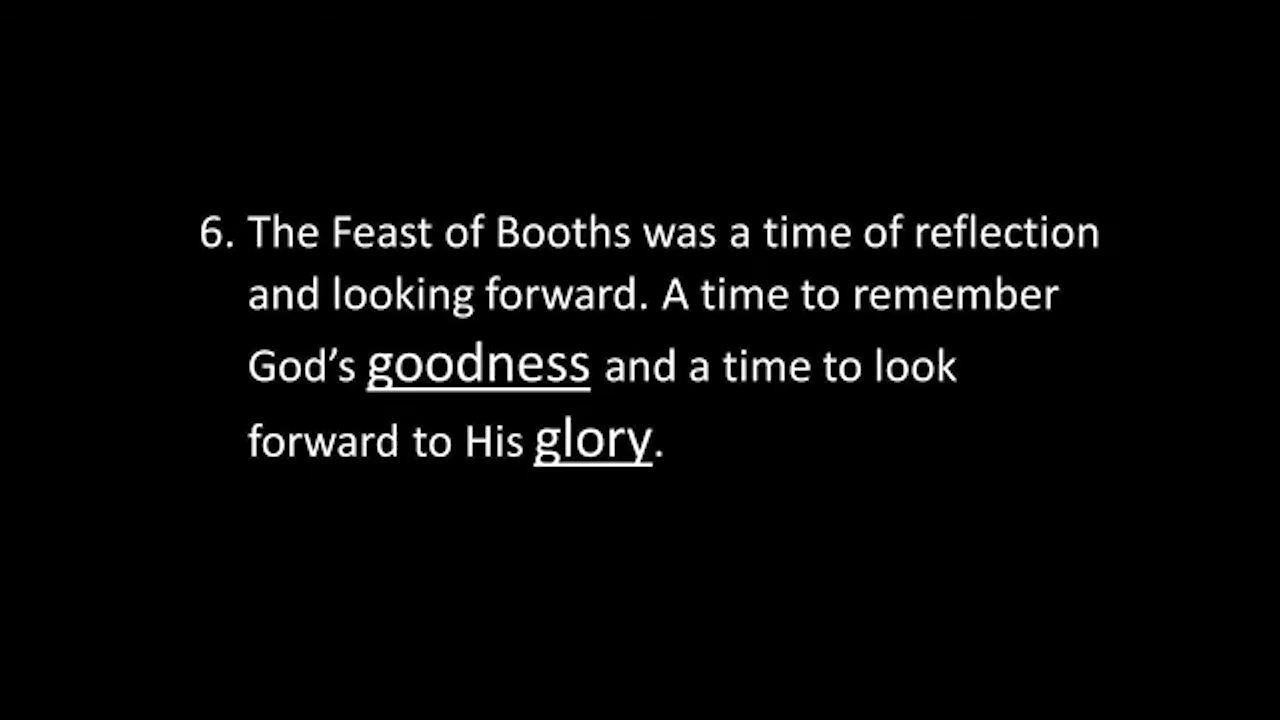 6. The Feast of Booths was a time of reflection
and looking forward. A time to remember
God’s goodness and a time to look
forward to His glory.